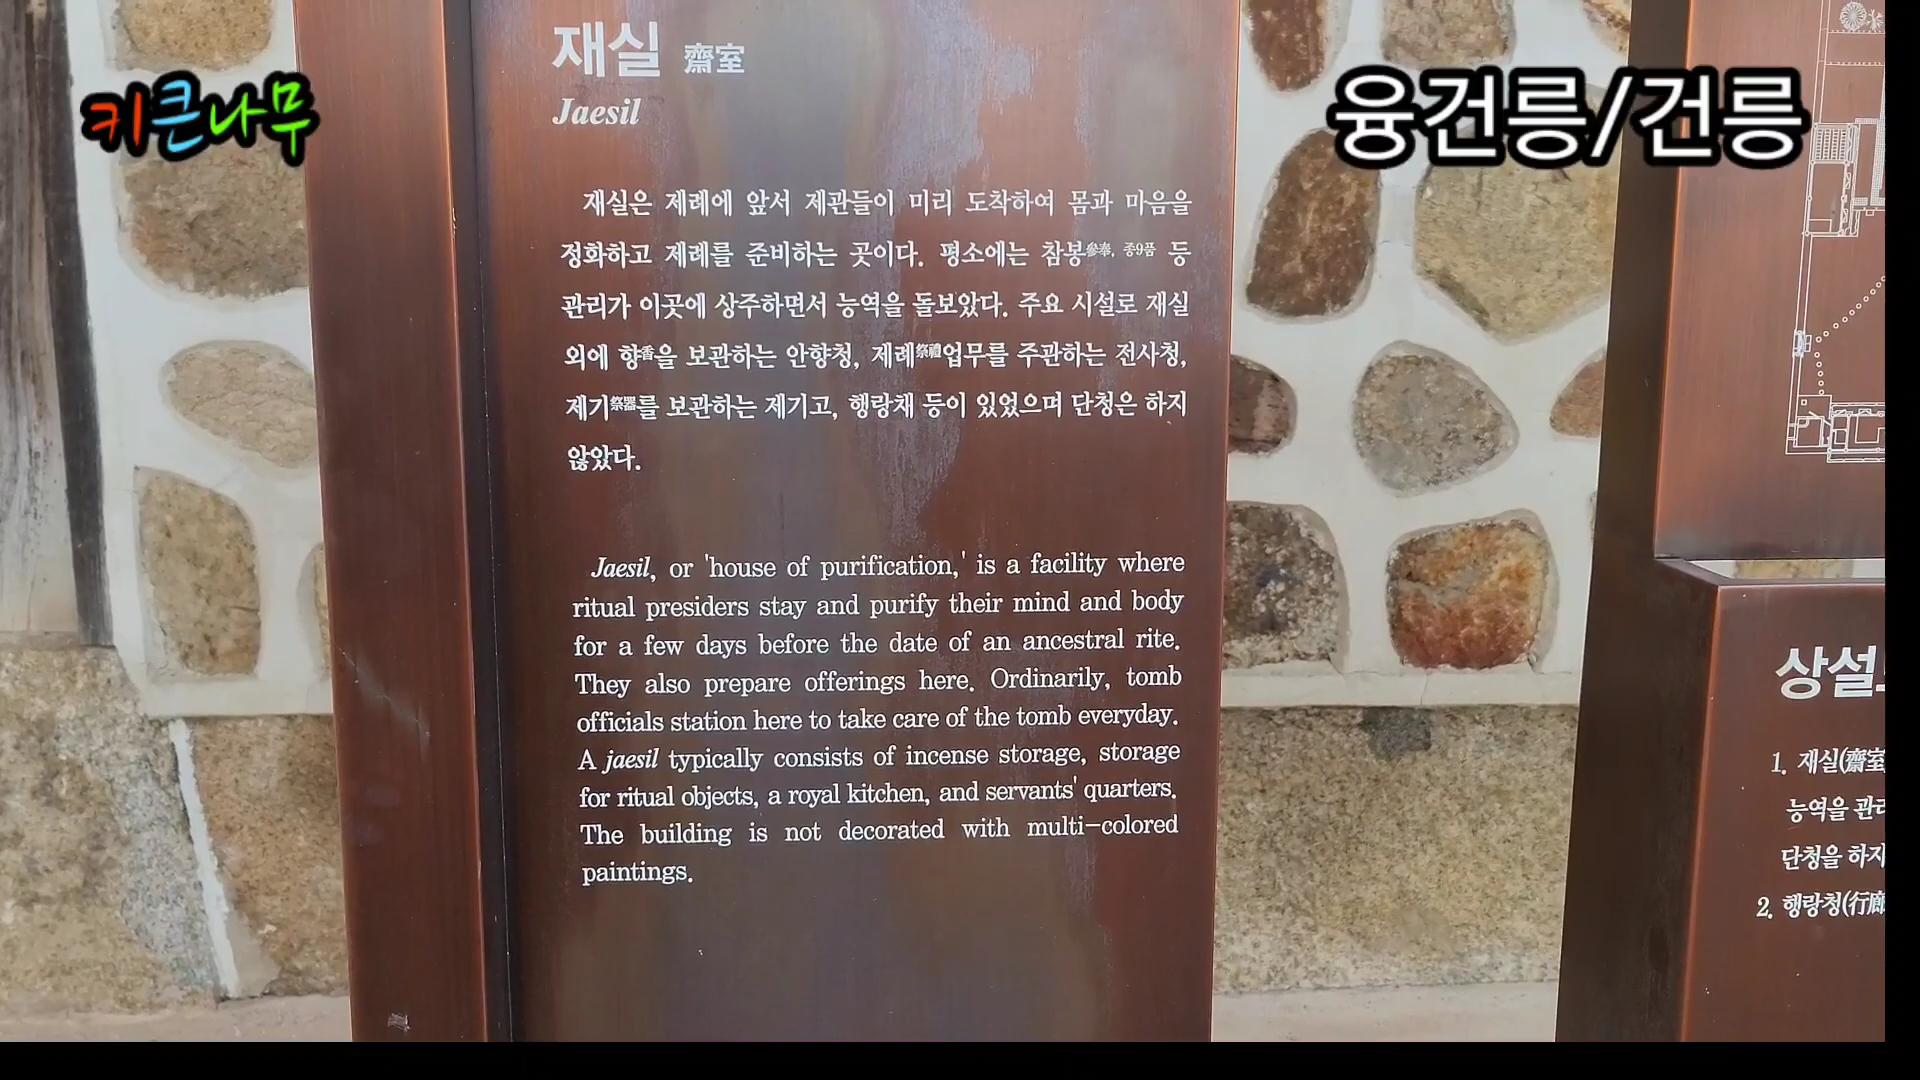 키큰나무
융건릉/건릉
재실 齋室
Jaesil
재실은 제례에 앞서 제관들이 미리 도착하여 몸과 마음을
정화하고 제례를 준비하는 곳이다. 평소에는 참봉參奉, 종9품 등
관리가 이곳에 상주하면서 능역을 돌보았다. 주요 시설로 재실
외에 향香을 보관하는 안향청, 제례祭禮업무를 주관하는 전사청,
제기祭器를 보관하는 제기고, 행랑채 등이 있었으며 단청은 하지
않았다.
Jaesil, or 'house of purification,' is a facility where
ritual presiders stay and purify their mind and body
for a few days before the date of an ancestral rite.
They also prepare offerings here. Ordinarily, tomb
officials station here to take care of the tomb everyday.
A jaesil typically consists of incense storage, storage
for ritual objects, a royal kitchen, and servants' quarters.
The building is not decorated with multi-colored
paintings.
상설
1. 재실(齋室
능역을 관리
단청을 하지
2. 행랑청(行廊